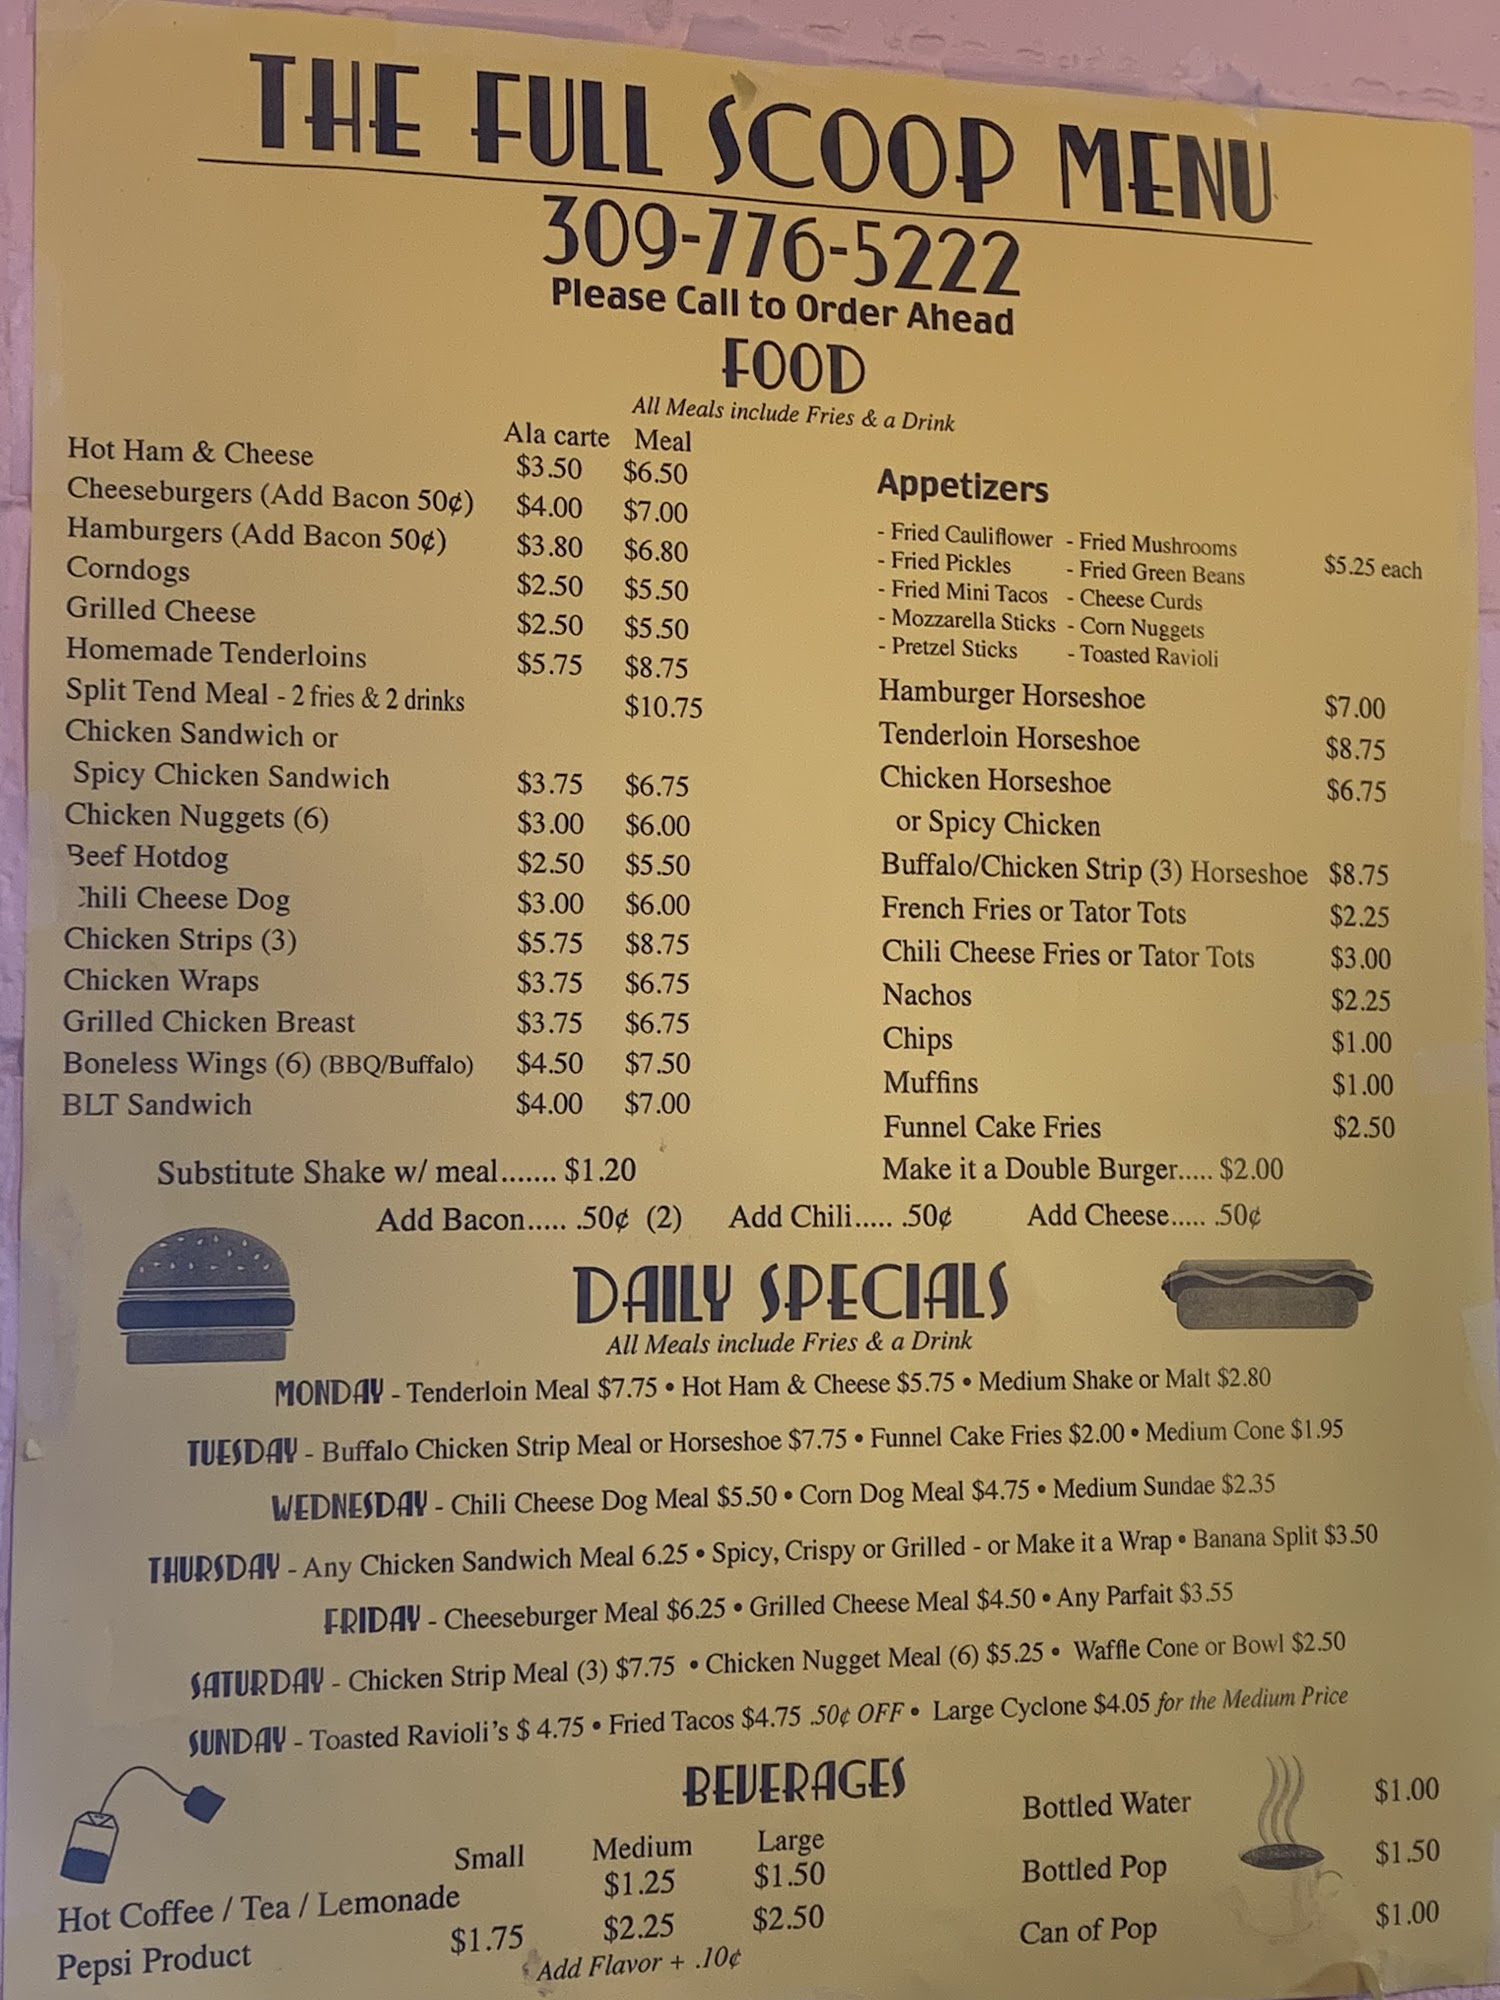 THE FULL SCOOP MENU
309-776-5222
Please Call to Order Ahead
FOOD
All Meals include Fries & a Drink
Ala carte Meal
Hot Ham & Cheese $3.50 $6.50
Cheeseburgers (Add Bacon 50¢) $4.00 $7.00
Hamburgers (Add Bacon 50¢) $3.80 $6.80
Corndogs $2.50 $5.50
Grilled Cheese $2.50 $5.50
Homemade Tenderloins $5.75 $8.75
Split Tend Meal - 2 fries & 2 drinks $10.75
Chicken Sandwich or
Spicy Chicken Sandwich $3.75 $6.75
Chicken Nuggets (6) $3.00 $6.00
Beef Hotdog $2.50 $5.50
Chili Cheese Dog $3.00 $6.00
Chicken Strips (3) $5.75 $8.75
Chicken Wraps $3.75 $6.75
Grilled Chicken Breast $3.75 $6.75
Boneless Wings (6) (BBQ/Buffalo) $4.50 $7.50
BLT Sandwich $4.00 $7.00
Substitute Shake w/ meal....... $1.20
Appetizers
- Fried Cauliflower - Fried Mushrooms
- Fried Pickles - Fried Green Beans $5.25 each
- Fried Mini Tacos - Cheese Curds
- Mozzarella Sticks - Corn Nuggets
- Pretzel Sticks - Toasted Ravioli
Hamburger Horseshoe $7.00
Tenderloin Horseshoe $8.75
Chicken Horseshoe $6.75
or Spicy Chicken
Buffalo/Chicken Strip (3) Horseshoe $8.75
French Fries or Tator Tots $2.25
Chili Cheese Fries or Tator Tots $3.00
Nachos $2.25
Chips $1.00
Muffins $1.00
Funnel Cake Fries $2.50
Make it a Double Burger..... $2.00
Add Bacon..... .50¢ (2) Add Chili..... .50¢ Add Cheese..... .50¢
DAILY SPECIALS
All Meals include Fries & a Drink
MONDAY - Tenderloin Meal $7.75 • Hot Ham & Cheese $5.75 • Medium Shake or Malt $2.80
TUESDAY - Buffalo Chicken Strip Meal or Horseshoe $7.75 • Funnel Cake Fries $2.00 • Medium Cone $1.95
WEDNESDAY - Chili Cheese Dog Meal $5.50 • Corn Dog Meal $4.75 • Medium Sundae $2.35
THURSDAY - Any Chicken Sandwich Meal 6.25 • Spicy, Crispy or Grilled - or Make it a Wrap • Banana Split $3.50
FRIDAY - Cheeseburger Meal $6.25 • Grilled Cheese Meal $4.50 • Any Parfait $3.55
SATURDAY - Chicken Strip Meal (3) $7.75 • Chicken Nugget Meal (6) $5.25 • Waffle Cone or Bowl $2.50
SUNDAY - Toasted Ravioli's $ 4.75 • Fried Tacos $4.75 .50¢ OFF • Large Cyclone $4.05 for the Medium Price
BEVERAGES
Small Medium Large
Hot Coffee / Tea / Lemonade $1.25 $1.50
Pepsi Product $1.75 $2.25 $2.50
Add Flavor + .10¢
Bottled Water $1.00
Bottled Pop $1.50
Can of Pop $1.00